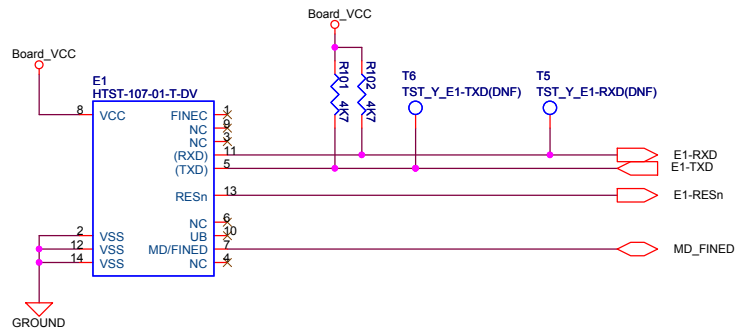 Board_VCC
Board_VCC
E1
HTST-107-01-T-DV
R101
4K7
R102
4K7
T6
TST_Y_E1-TXD(DNF)
T5
TST_Y_E1-RXD(DNF)
8 VCC FINEC 1
NC 9
NC 3
(RXD) 11 E1-RXD
(TXD) 5 E1-TXD
RESn 13 E1-RESn
NC 6
2 VSS UB 10
12 VSS MD/FINED 7 MD_FINED
14 VSS NC 4
GROUND